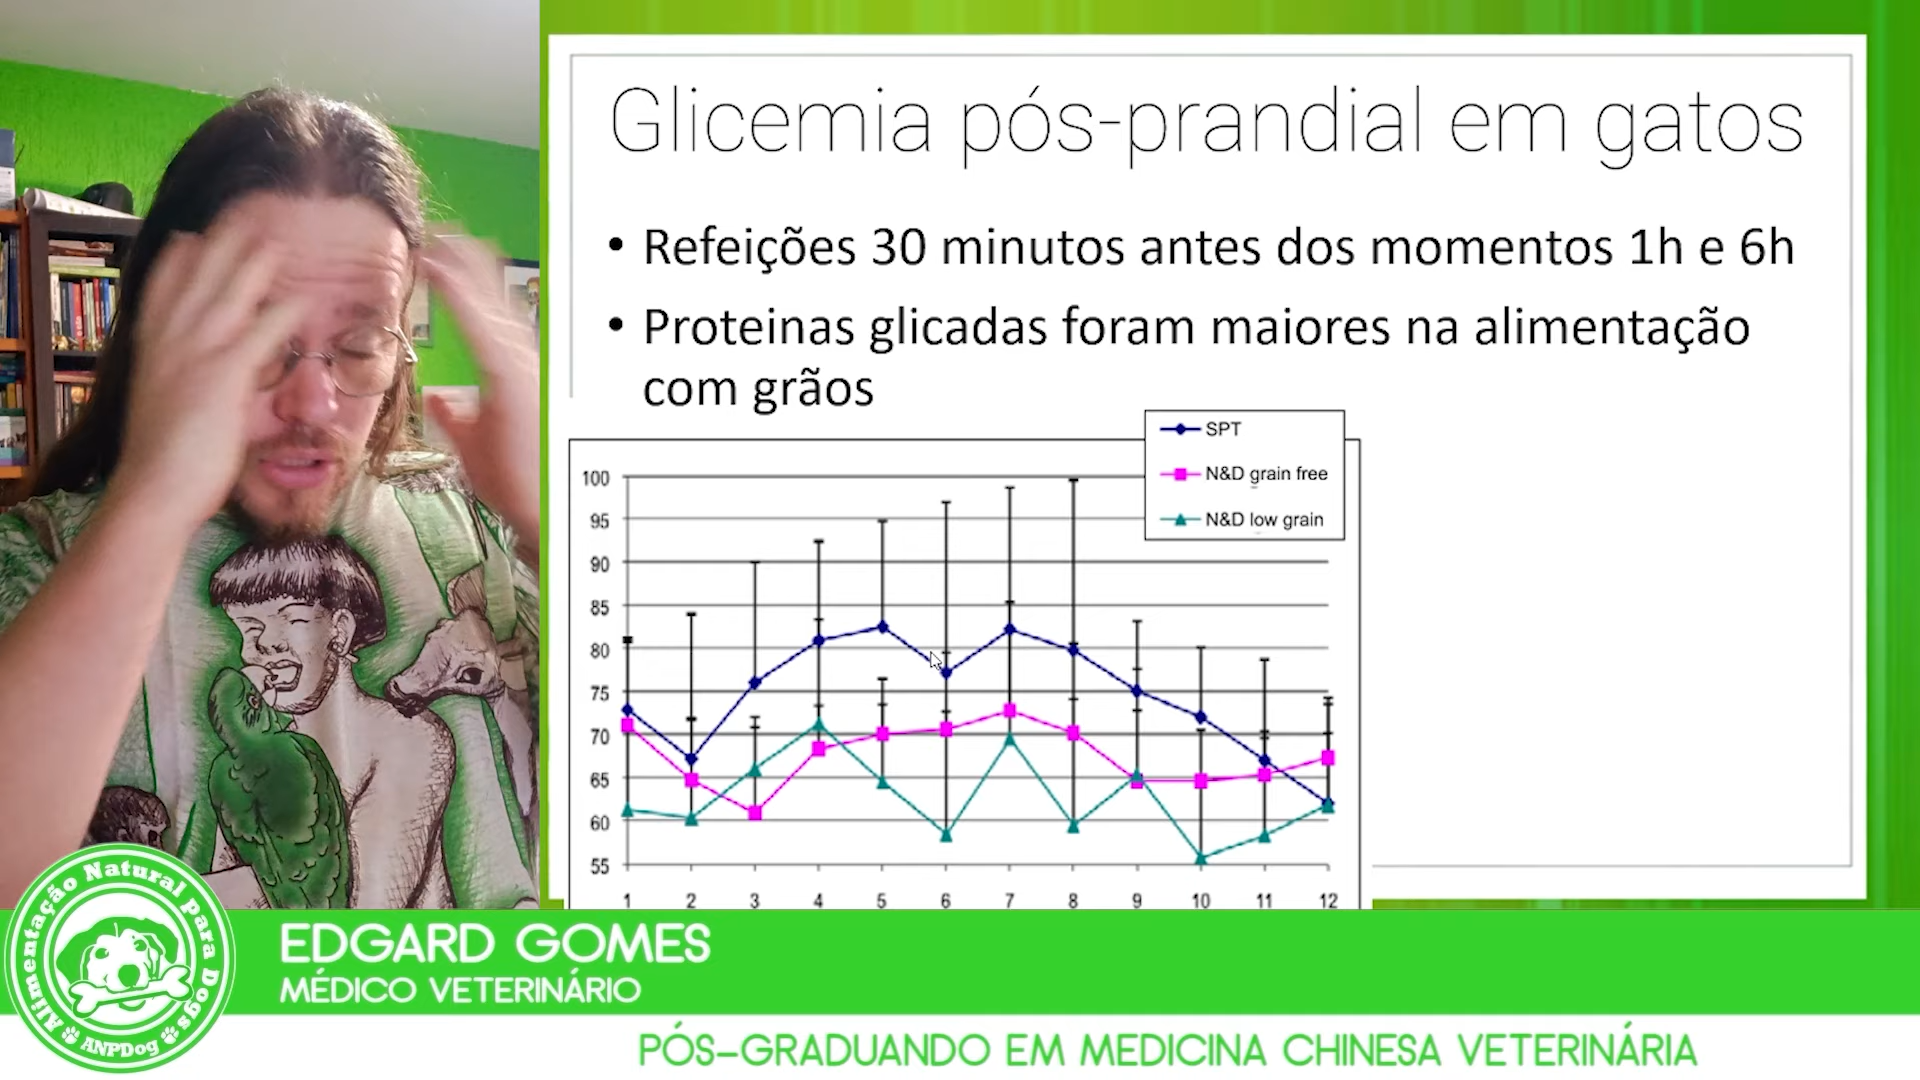 Glicemia pós-prandial em gatos
• Refeições 30 minutos antes dos momentos 1h e 6h
• Proteinas glicadas foram maiores na alimentação
com grãos
SPT
N&D grain free
N&D low grain
100
95
90
85
80
75
70
65
60
55
1 2 3 4 5 6 7 8 9 10 11 12
Alimentação Natural Para Dogs
ANPDog
EDGARD GOMES
MÉDICO VETERINÁRIO
PÓS-GRADUANDO EM MEDICINA CHINESA VETERINÁRIA